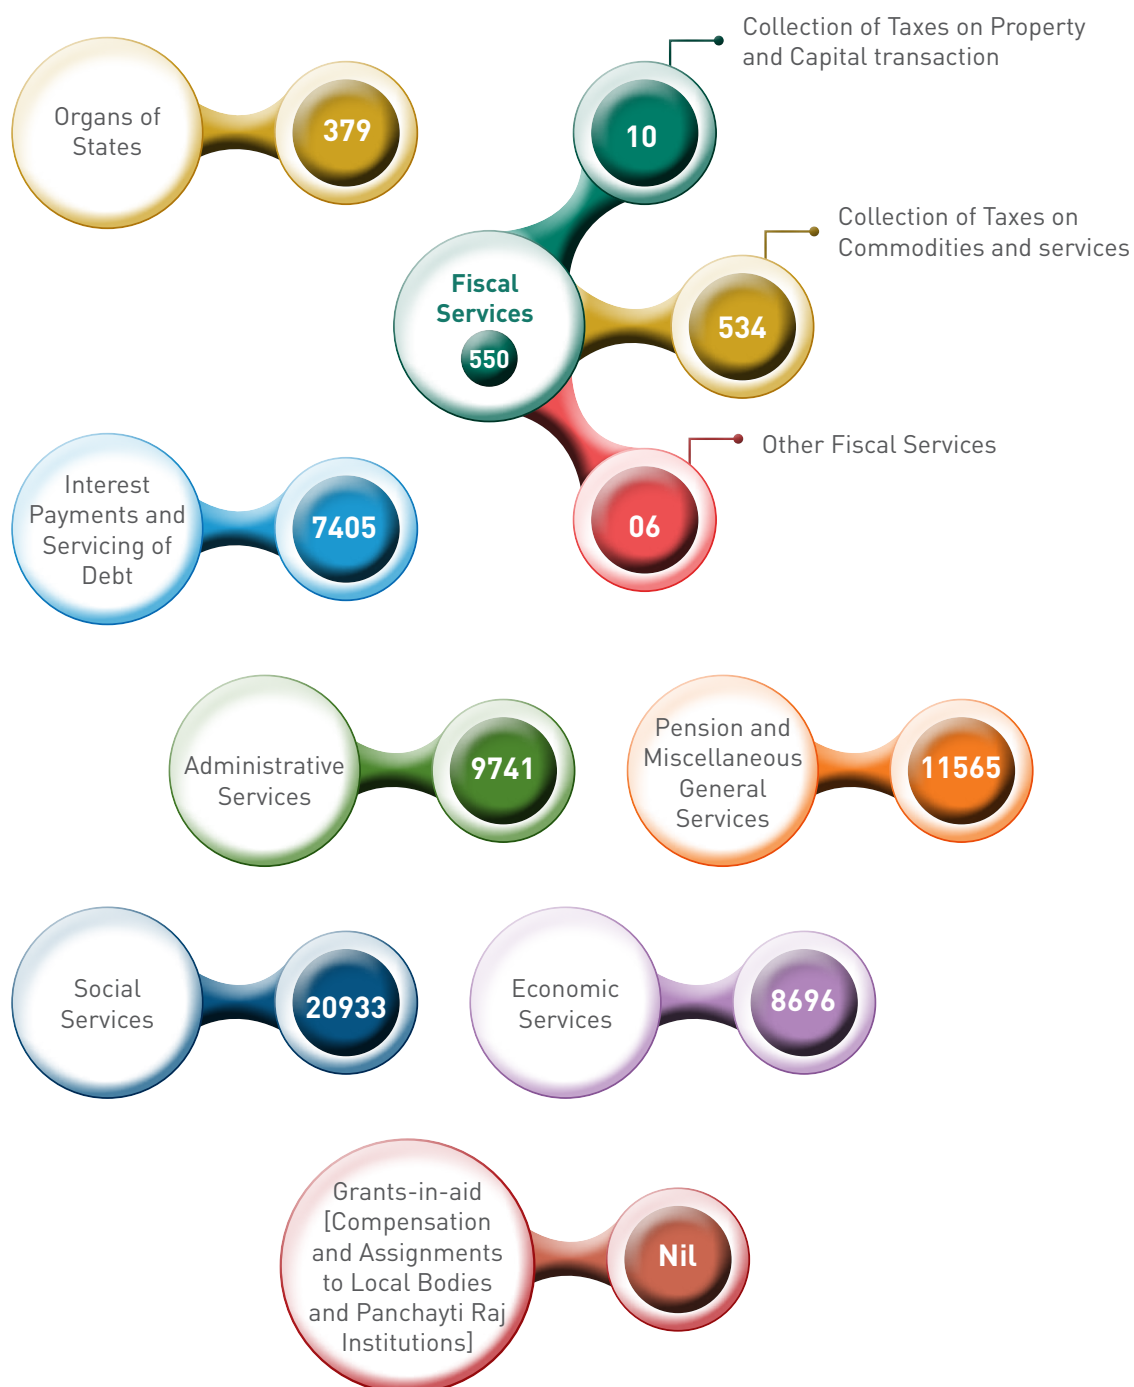 Collection of Taxes on Property
and Capital transaction
Organs of
States
379
10
Collection of Taxes on
Commodities and services
Fiscal
Services
550
534
Other Fiscal Services
06
Interest
Payments and
Servicing of
Debt
7405
Administrative
Services
9741
Pension and
Miscellaneous
General
Services
11565
Social
Services
20933
Economic
Services
8696
Grants-in-aid
[Compensation
and Assignments
to Local Bodies
and Panchayti Raj
Institutions]
Nil